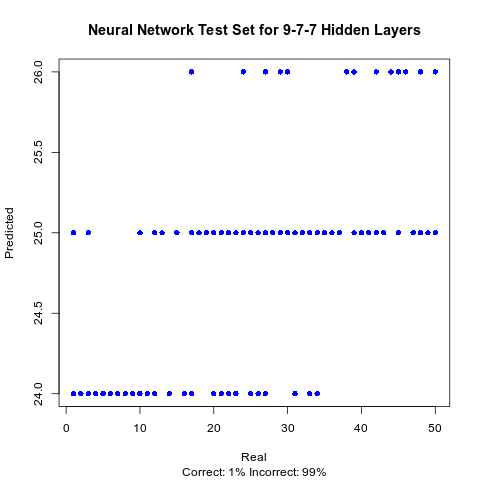 Neural Network Test Set for 9-7-7 Hidden Layers
26.0
25.5
25.0
24.5
24.0
Predicted
0 10 20 30 40 50
Real
Correct: 1% Incorrect: 99%